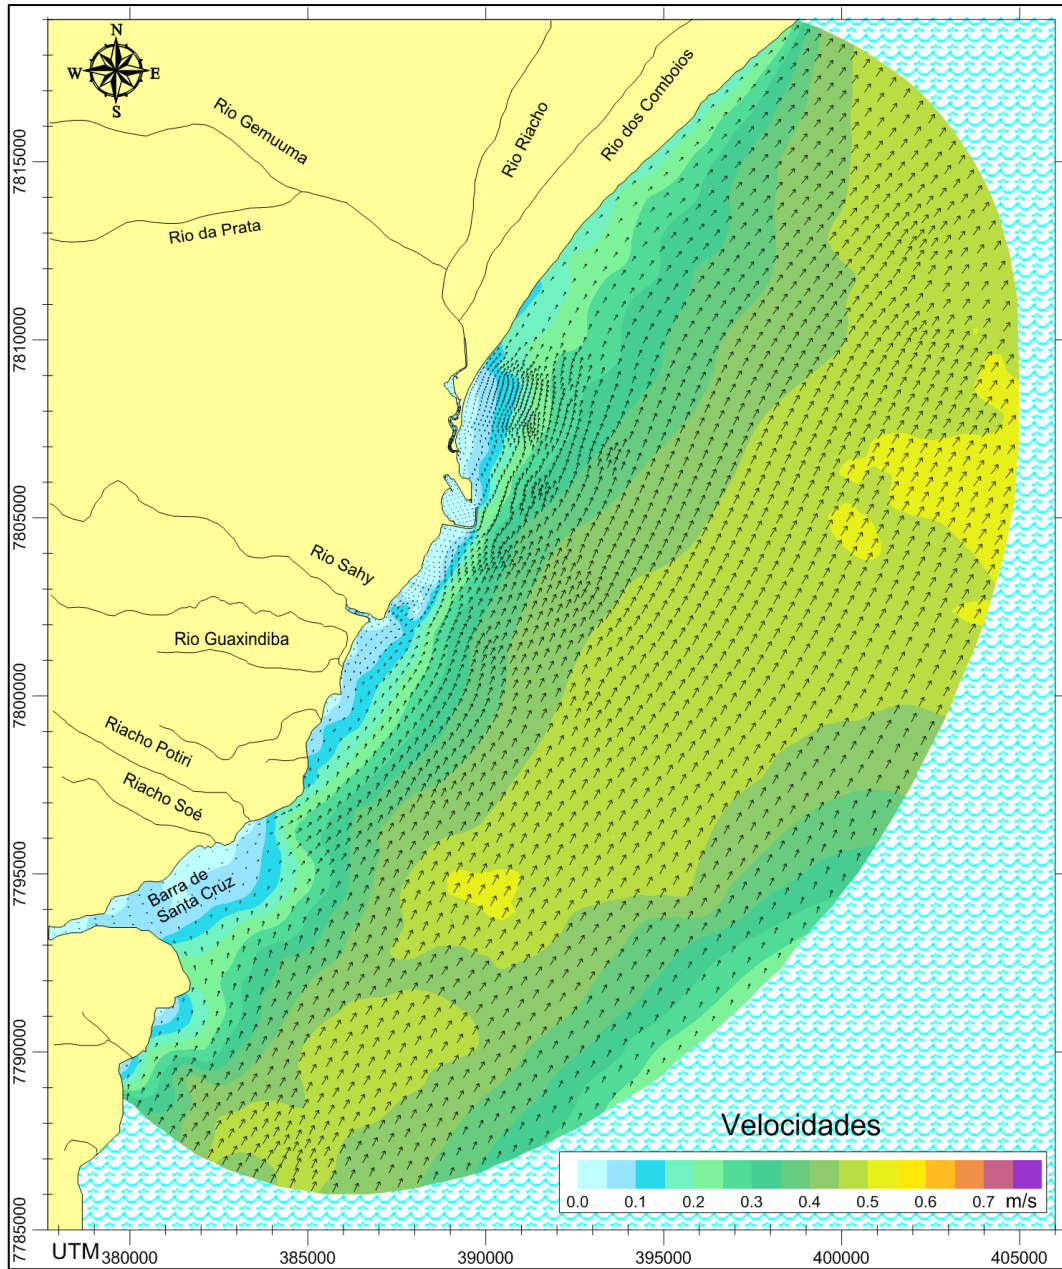 N
W
E
S
Rio Gemuuma
Rio Riacho
Rio dos Comboios
Rio da Prata
Rio Sahy
Rio Guaxindiba
Riacho Potiri
Riacho Soé
Barra de
Santa Cruz
7815000
7810000
7805000
7800000
7795000
7790000
7785000
Velocidades
0.0 0.1 0.2 0.3 0.4 0.5 0.6 0.7 m/s
UTM
380000 385000 390000 395000 400000 405000